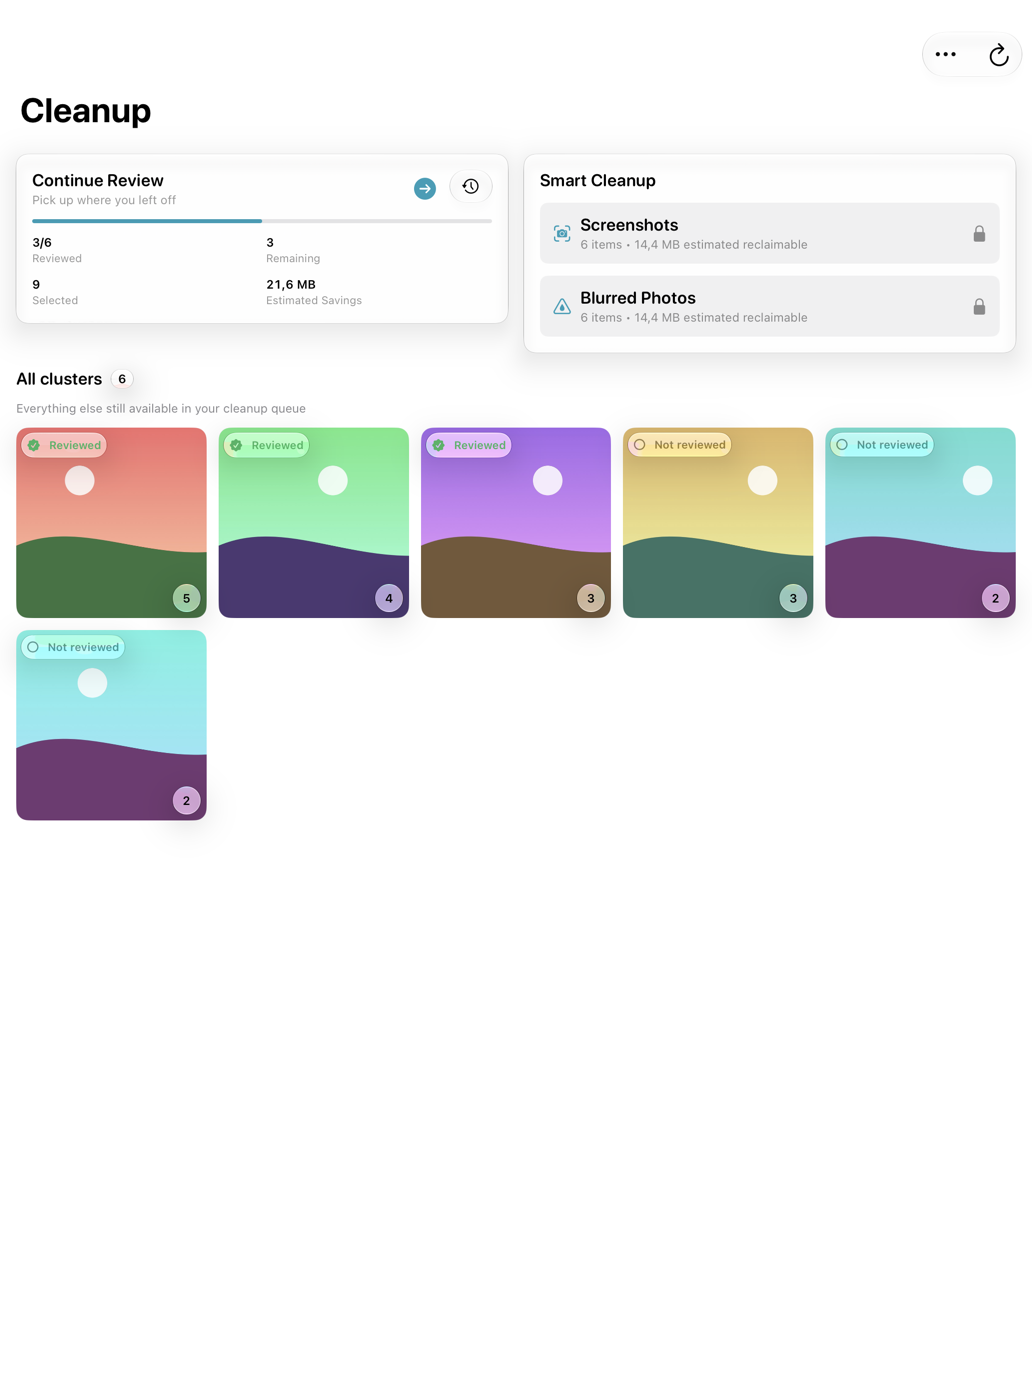 Cleanup
Continue Review
Pick up where you left off
3/6
Reviewed
3
Remaining
9
Selected
21,6 MB
Estimated Savings
Smart Cleanup
Screenshots
6 items • 14,4 MB estimated reclaimable
Blurred Photos
6 items • 14,4 MB estimated reclaimable
All clusters 6
Everything else still available in your cleanup queue
Reviewed
5
Reviewed
4
Reviewed
3
Not reviewed
3
Not reviewed
2
Not reviewed
2